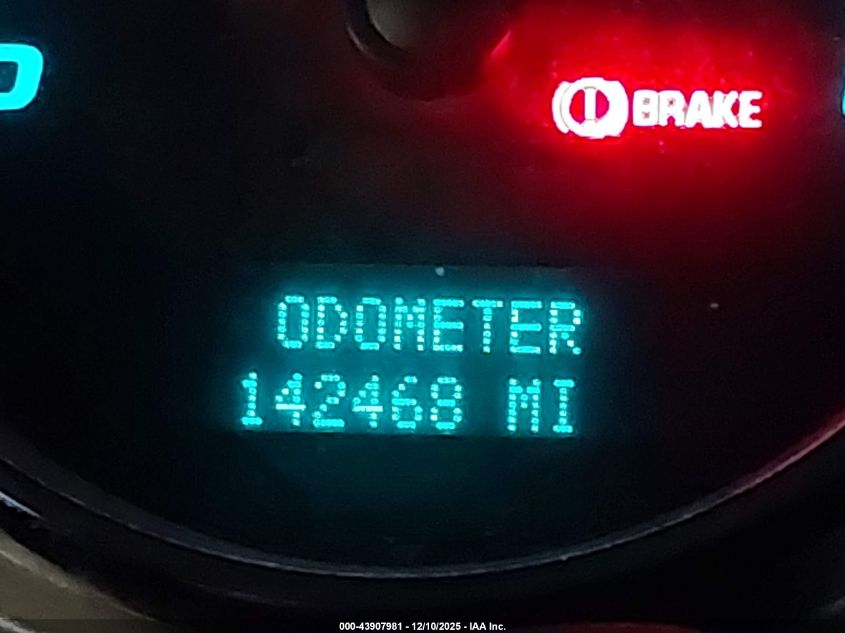 BRAKE
ODOMETER
142468 MI
000-43907981 - 12/10/2025 - IAA Inc.